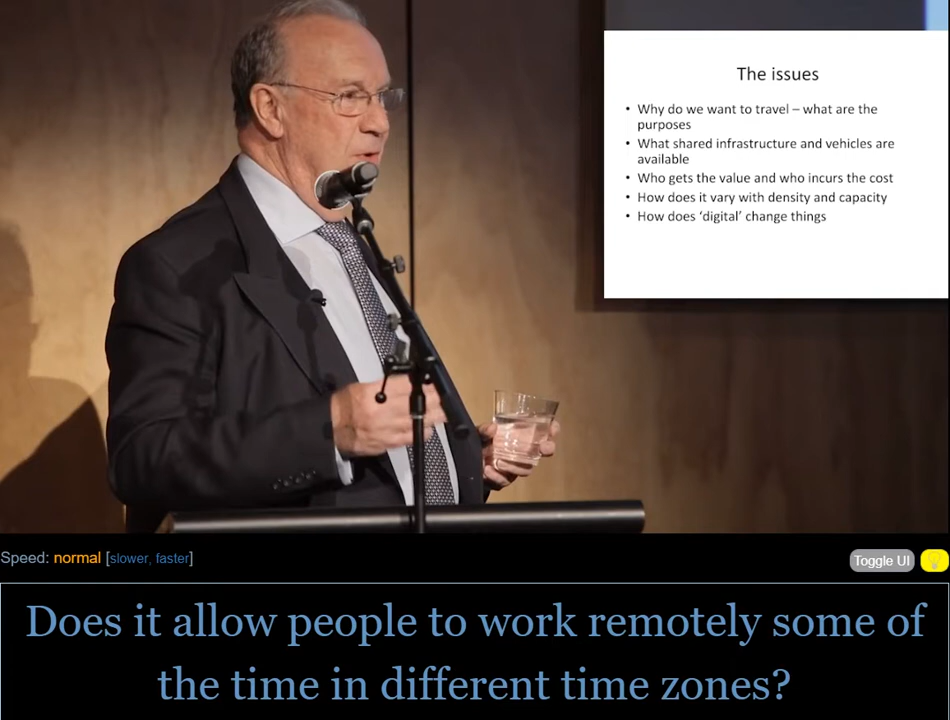 The issues
• Why do we want to travel – what are the
purposes
• What shared infrastructure and vehicles are
available
• Who gets the value and who incurs the cost
• How does it vary with density and capacity
• How does ‘digital’ change things
Speed: normal [slower, faster]
Toggle UI
Does it allow people to work remotely some of
the time in different time zones?